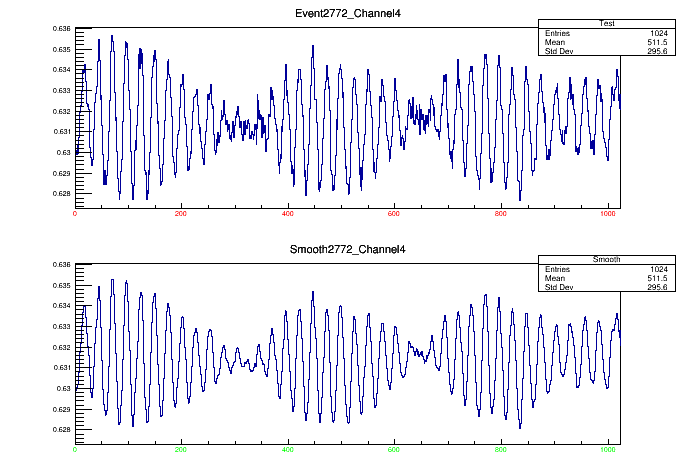 Event2772_Channel4
Test
Entries 1024
Mean 511.5
Std Dev 295.6
0.636
0.635
0.634
0.633
0.632
0.631
0.63
0.629
0.628
0 200 400 600 800 1000
Smooth2772_Channel4
Smooth
Entries 1024
Mean 511.5
Std Dev 295.6
0.636
0.635
0.634
0.633
0.632
0.631
0.63
0.629
0.628
0 200 400 600 800 1000